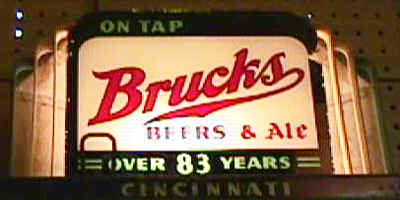 ON TAP
Brucks
BEERS & Ale
OVER 83 YEARS
CINCINNATI